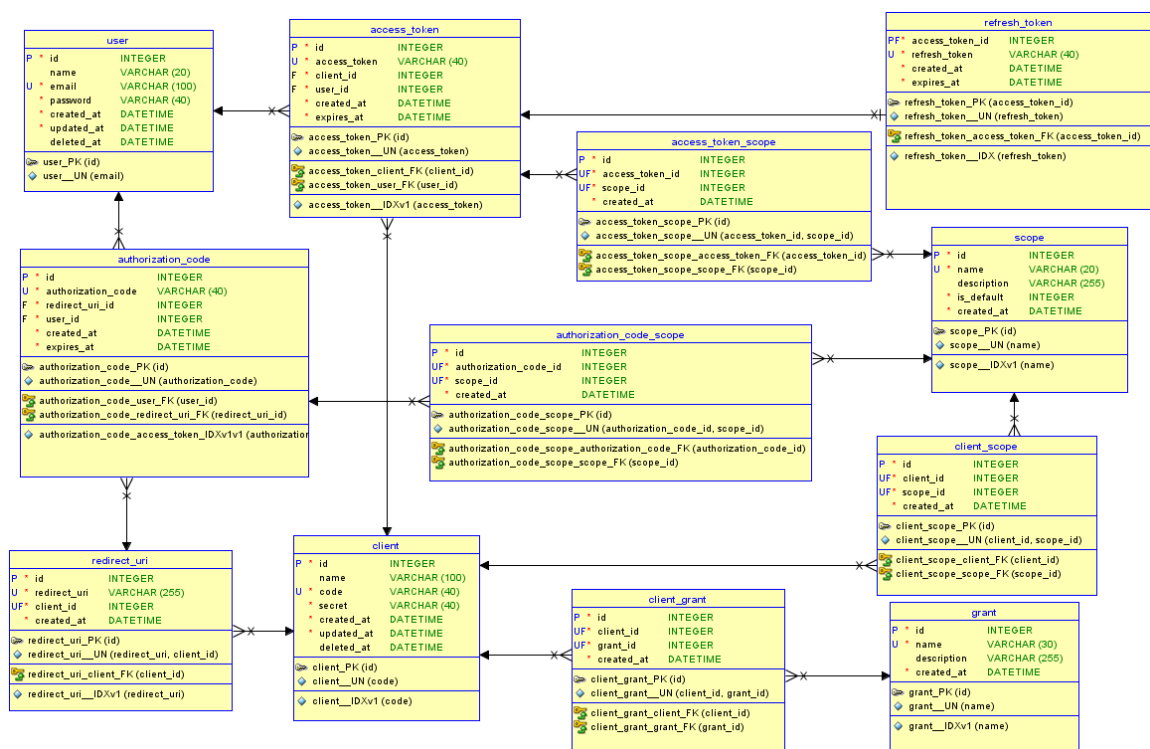 user
P * id INTEGER
name VARCHAR (20)
U * email VARCHAR (100)
* password VARCHAR (40)
* created_at DATETIME
* updated_at DATETIME
deleted_at DATETIME
user_PK (id)
user__UN (email)
access_token
P * id INTEGER
U * access_token VARCHAR (40)
F * client_id INTEGER
F * user_id INTEGER
* created_at DATETIME
* expires_at DATETIME
access_token_PK (id)
access_token__UN (access_token)
access_token_client_FK (client_id)
access_token_user_FK (user_id)
access_token__IDXv1 (access_token)
refresh_token
PF* access_token_id INTEGER
U * refresh_token VARCHAR (40)
* created_at DATETIME
* expires_at DATETIME
refresh_token_PK (access_token_id)
refresh_token__UN (refresh_token)
refresh_token_access_token_FK (access_token_id)
refresh_token__IDX (refresh_token)
access_token_scope
P * id INTEGER
UF* access_token_id INTEGER
UF* scope_id INTEGER
* created_at DATETIME
access_token_scope_PK (id)
access_token_scope__UN (access_token_id, scope_id)
access_token_scope_access_token_FK (access_token_id)
access_token_scope_scope_FK (scope_id)
scope
P * id INTEGER
U * name VARCHAR (20)
description VARCHAR (255)
* is_default INTEGER
* created_at DATETIME
scope_PK (id)
scope__UN (name)
scope__IDXv1 (name)
authorization_code
P * id INTEGER
U * authorization_code VARCHAR (40)
F * redirect_uri_id INTEGER
F * user_id INTEGER
* created_at DATETIME
* expires_at DATETIME
authorization_code_PK (id)
authorization_code__UN (authorization_code)
authorization_code_user_FK (user_id)
authorization_code_redirect_uri_FK (redirect_uri_id)
authorization_code_access_token_IDXv1v1 (authorization
authorization_code_scope
P * id INTEGER
UF* authorization_code_id INTEGER
UF* scope_id INTEGER
* created_at DATETIME
authorization_code_scope_PK (id)
authorization_code_scope__UN (authorization_code_id, scope_id)
authorization_code_scope_authorization_code_FK (authorization_code_id)
authorization_code_scope_scope_FK (scope_id)
client_scope
P * id INTEGER
UF* client_id INTEGER
UF* scope_id INTEGER
* created_at DATETIME
client_scope_PK (id)
client_scope__UN (client_id, scope_id)
client_scope_client_FK (client_id)
client_scope_scope_FK (scope_id)
redirect_uri
P * id INTEGER
U * redirect_uri VARCHAR (255)
UF* client_id INTEGER
* created_at DATETIME
redirect_uri_PK (id)
redirect_uri__UN (redirect_uri, client_id)
redirect_uri_client_FK (client_id)
redirect_uri__IDXv1 (redirect_uri)
client
P * id INTEGER
name VARCHAR (100)
U * code VARCHAR (40)
* secret VARCHAR (40)
* created_at DATETIME
* updated_at DATETIME
deleted_at DATETIME
client_PK (id)
client__UN (code)
client__IDXv1 (code)
client_grant
P * id INTEGER
UF* client_id INTEGER
UF* grant_id INTEGER
* created_at DATETIME
client_grant_PK (id)
client_grant__UN (client_id, grant_id)
client_grant_client_FK (client_id)
client_grant_grant_FK (grant_id)
grant
P * id INTEGER
U * name VARCHAR (30)
description VARCHAR (255)
* created_at DATETIME
grant_PK (id)
grant__UN (name)
grant__IDXv1 (name)